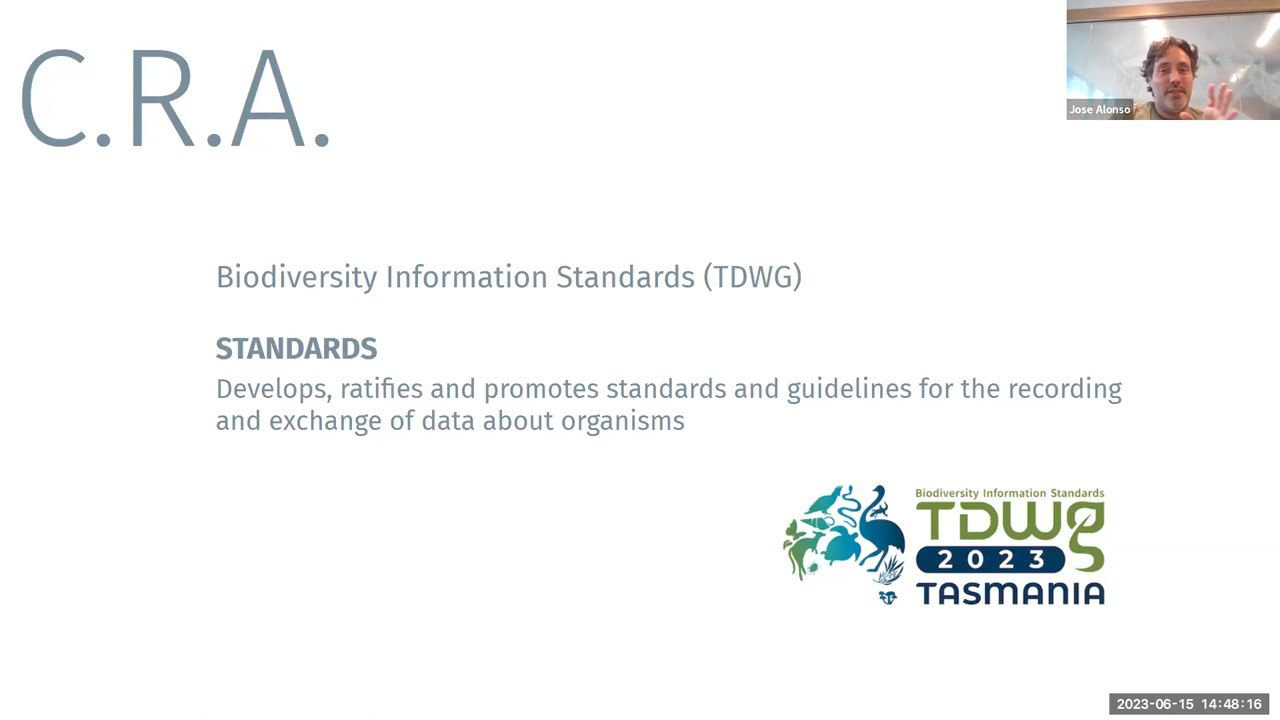 C.R.A.
Jose Alonso
Biodiversity Information Standards (TDWG)
STANDARDS
Develops, ratifies and promotes standards and guidelines for the recording
and exchange of data about organisms
Biodiversity Information Standards
TDWG
2023
TASMANIA
2023-06-15 14:48:16